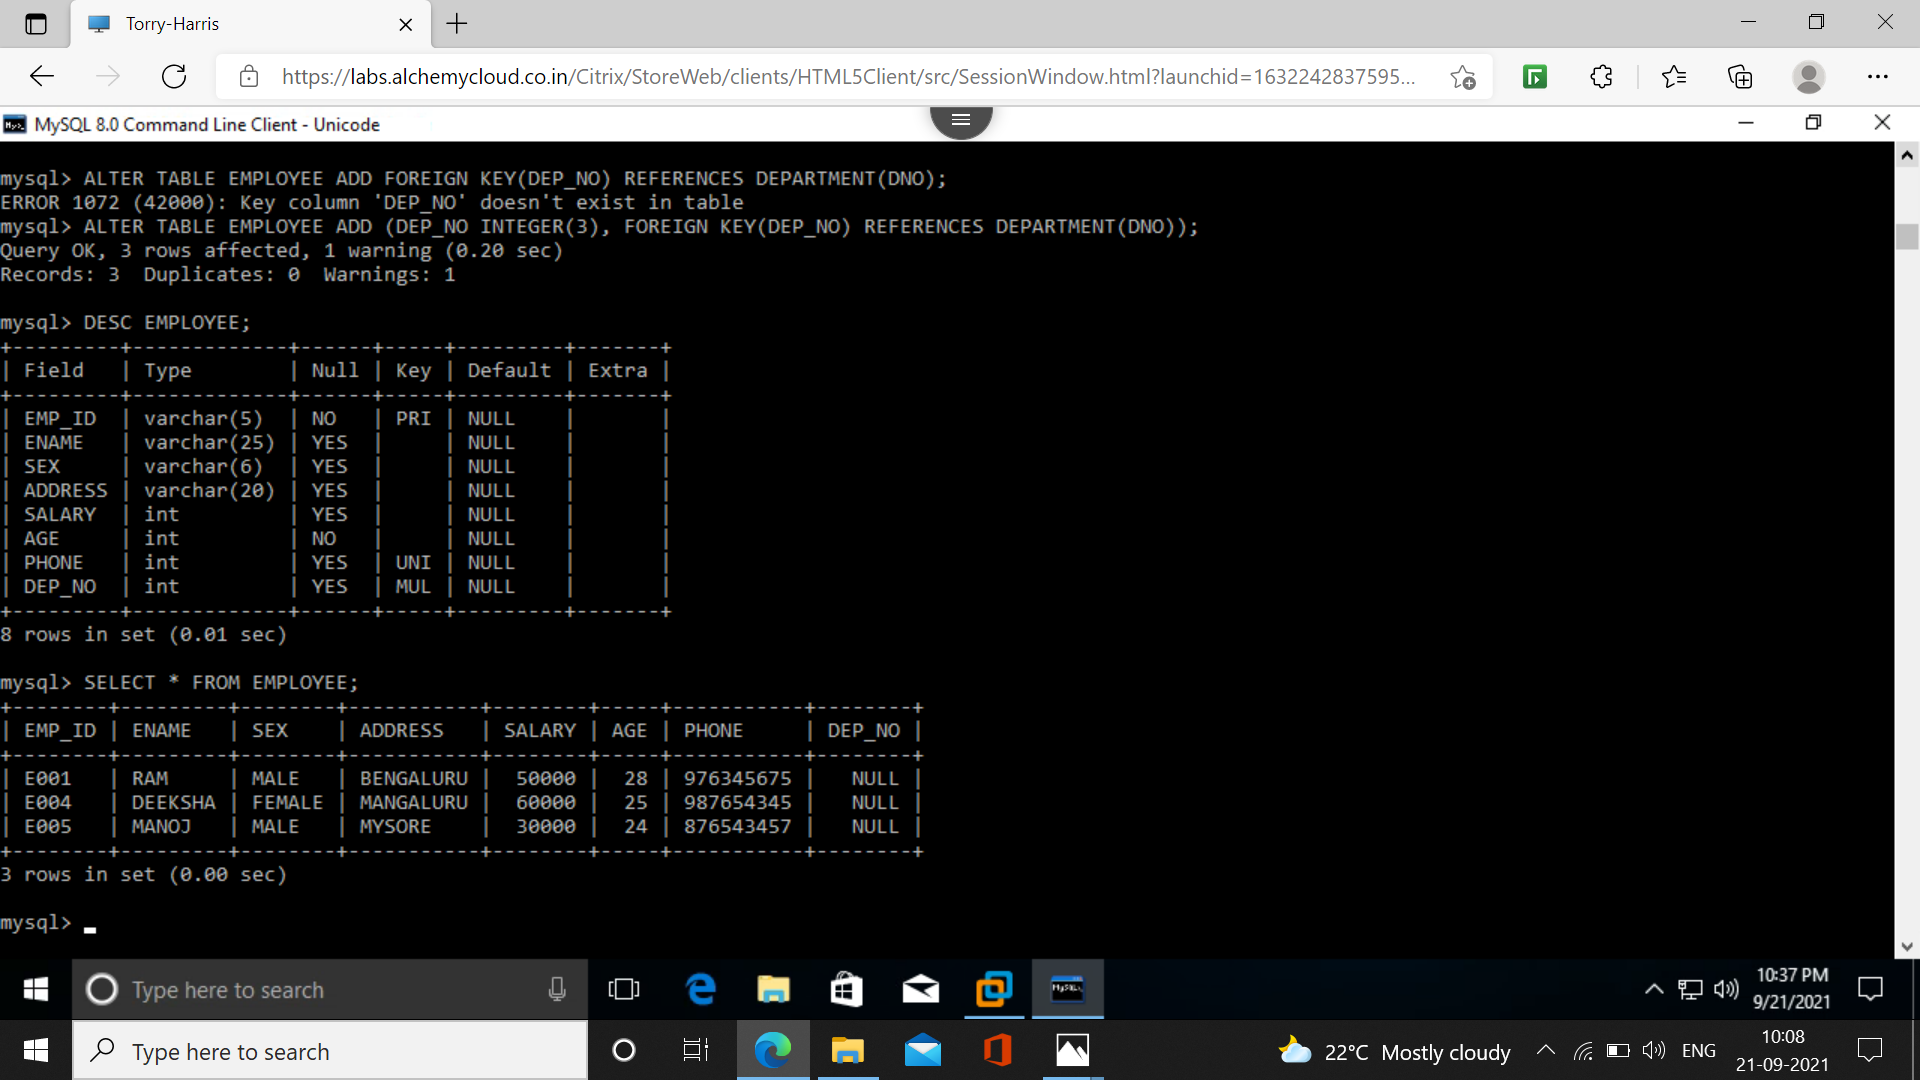 Torry-Harris
https://labs.alchemycloud.co.in/Citrix/StoreWeb/clients/HTML5Client/src/SessionWindow.html?launchid=1632242837595...
MySQL 8.0 Command Line Client - Unicode
mysql> ALTER TABLE EMPLOYEE ADD FOREIGN KEY(DEP_NO) REFERENCES DEPARTMENT(DNO);
ERROR 1072 (42000): Key column 'DEP_NO' doesn't exist in table
mysql> ALTER TABLE EMPLOYEE ADD (DEP_NO INTEGER(3), FOREIGN KEY(DEP_NO) REFERENCES DEPARTMENT(DNO));
Query OK, 3 rows affected, 1 warning (0.20 sec)
Records: 3  Duplicates: 0  Warnings: 1
mysql> DESC EMPLOYEE;
+---------+-------------+------+-----+---------+-------+
| Field   | Type        | Null | Key | Default | Extra |
+---------+-------------+------+-----+---------+-------+
| EMP_ID  | varchar(5)  | NO   | PRI | NULL    |       |
| ENAME   | varchar(25) | YES  |     | NULL    |       |
| SEX     | varchar(6)  | YES  |     | NULL    |       |
| ADDRESS | varchar(20) | YES  |     | NULL    |       |
| SALARY  | int         | YES  |     | NULL    |       |
| AGE     | int         | NO   |     | NULL    |       |
| PHONE   | int         | YES  | UNI | NULL    |       |
| DEP_NO  | int         | YES  | MUL | NULL    |       |
+---------+-------------+------+-----+---------+-------+
8 rows in set (0.01 sec)
mysql> SELECT * FROM EMPLOYEE;
+--------+---------+--------+-----------+--------+-----+-----------+--------+
| EMP_ID | ENAME   | SEX    | ADDRESS   | SALARY | AGE | PHONE     | DEP_NO |
+--------+---------+--------+-----------+--------+-----+-----------+--------+
| E001   | RAM     | MALE   | BENGALURU |  50000 |  28 | 976345675 |   NULL |
| E004   | DEEKSHA | FEMALE | MANGALURU |  60000 |  25 | 987654345 |   NULL |
| E005   | MANOJ   | MALE   | MYSORE    |  30000 |  24 | 876543457 |   NULL |
+--------+---------+--------+-----------+--------+-----+-----------+--------+
3 rows in set (0.00 sec)
mysql>
Type here to search
10:37 PM
9/21/2021
Type here to search
22°C Mostly cloudy
ENG
10:08
21-09-2021